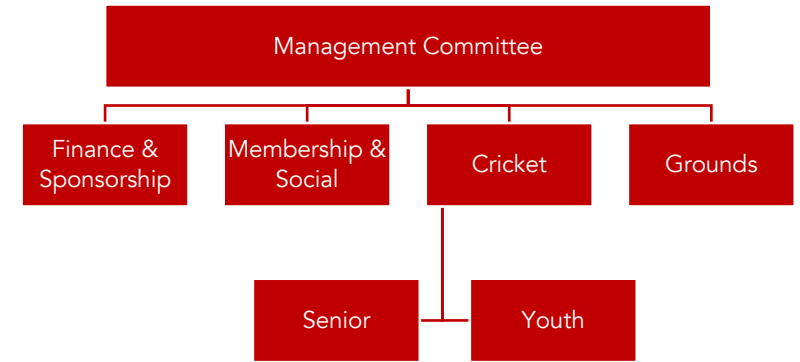 Management Committee
Finance &
Sponsorship
Membership &
Social
Cricket
Grounds
Senior
Youth